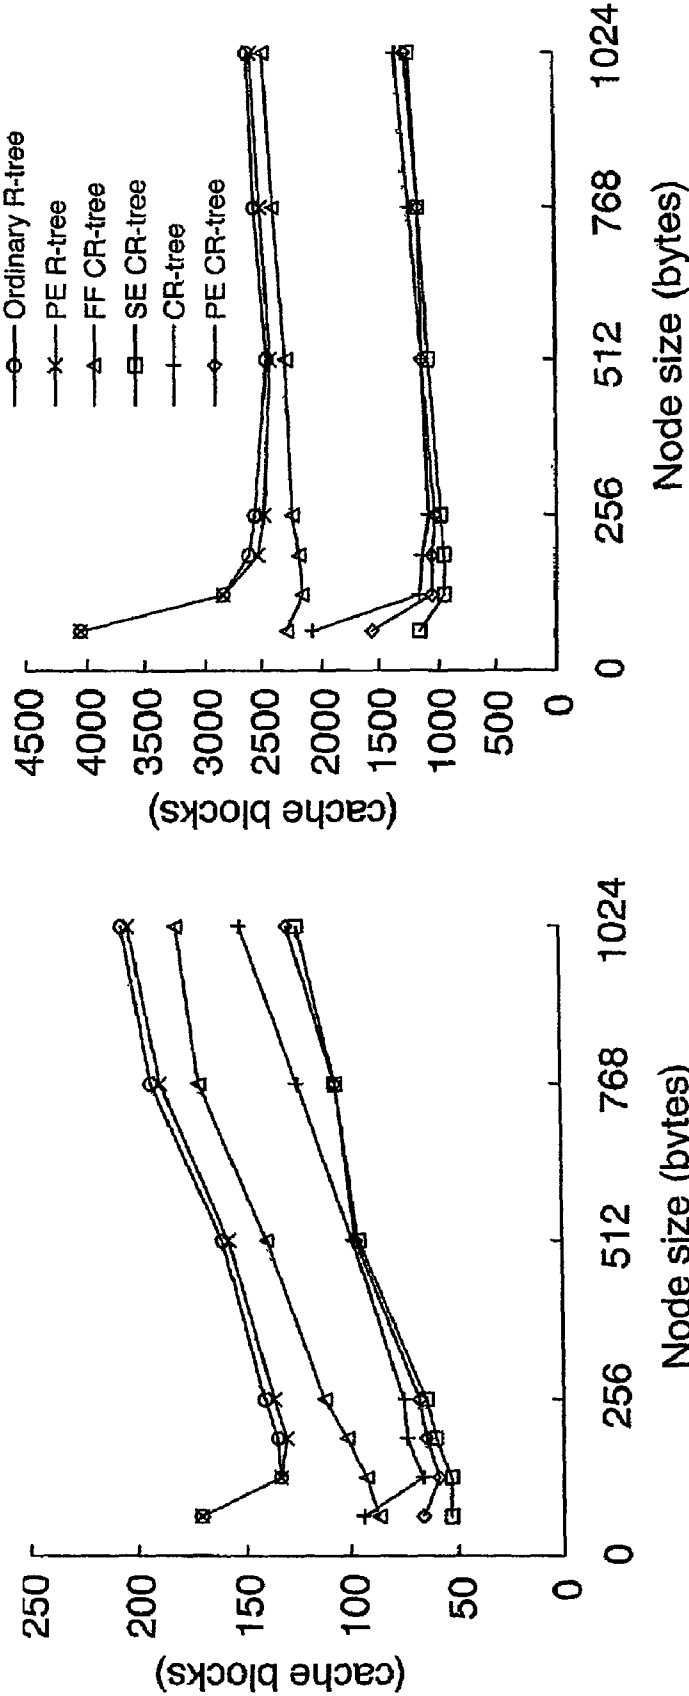 250
200
150
100
50
0
(cache blocks)
0
256
512
768
1024
Node size (bytes)
4500
4000
3500
3000
2500
2000
1500
1000
500
0
(cache blocks)
0
256
512
768
1024
Node size (bytes)
Ordinary R-tree
PE R-tree
FF CR-tree
SE CR-tree
CR-tree
PE CR-tree